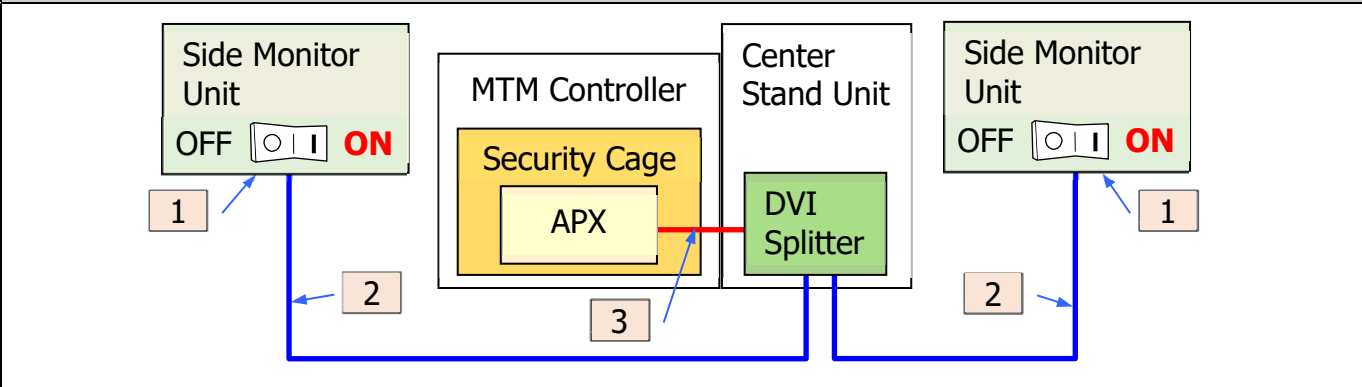 Side Monitor
Unit
OFF ON
1
2
MTM Controller
Security Cage
APX
3
Center
Stand Unit
DVI
Splitter
Side Monitor
Unit
OFF ON
1
2